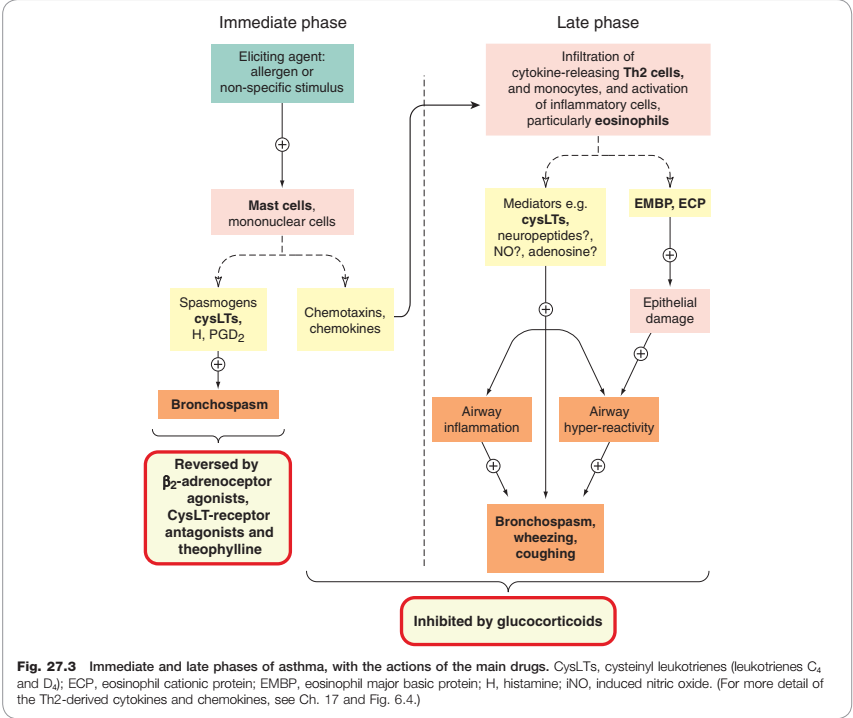 Immediate phase
Eliciting agent:
allergen or
non-specific stimulus
+
Mast cells,
mononuclear cells
Spasmogens
cysLTs,
H, PGD₂
Chemotaxins,
chemokines
+
Bronchospasm
Reversed by
β₂-adrenoceptor
agonists,
CysLT-receptor
antagonists and
theophylline
Late phase
Infiltration of
cytokine-releasing Th2 cells,
and monocytes, and activation
of inflammatory cells,
particularly eosinophils
Mediators e.g.
cysLTs,
neuropeptides?,
NO?, adenosine?
EMBP, ECP
+
Epithelial
damage
+
+
Airway
inflammation
Airway
hyper-reactivity
+
+
Bronchospasm,
wheezing,
coughing
Inhibited by glucocorticoids
Fig. 27.3 Immediate and late phases of asthma, with the actions of the main drugs. CysLTs, cysteinyl leukotrienes (leukotrienes C₄
and D₄); ECP, eosinophil cationic protein; EMBP, eosinophil major basic protein; H, histamine; iNO, induced nitric oxide. (For more detail of
the Th2-derived cytokines and chemokines, see Ch. 17 and Fig. 6.4.)